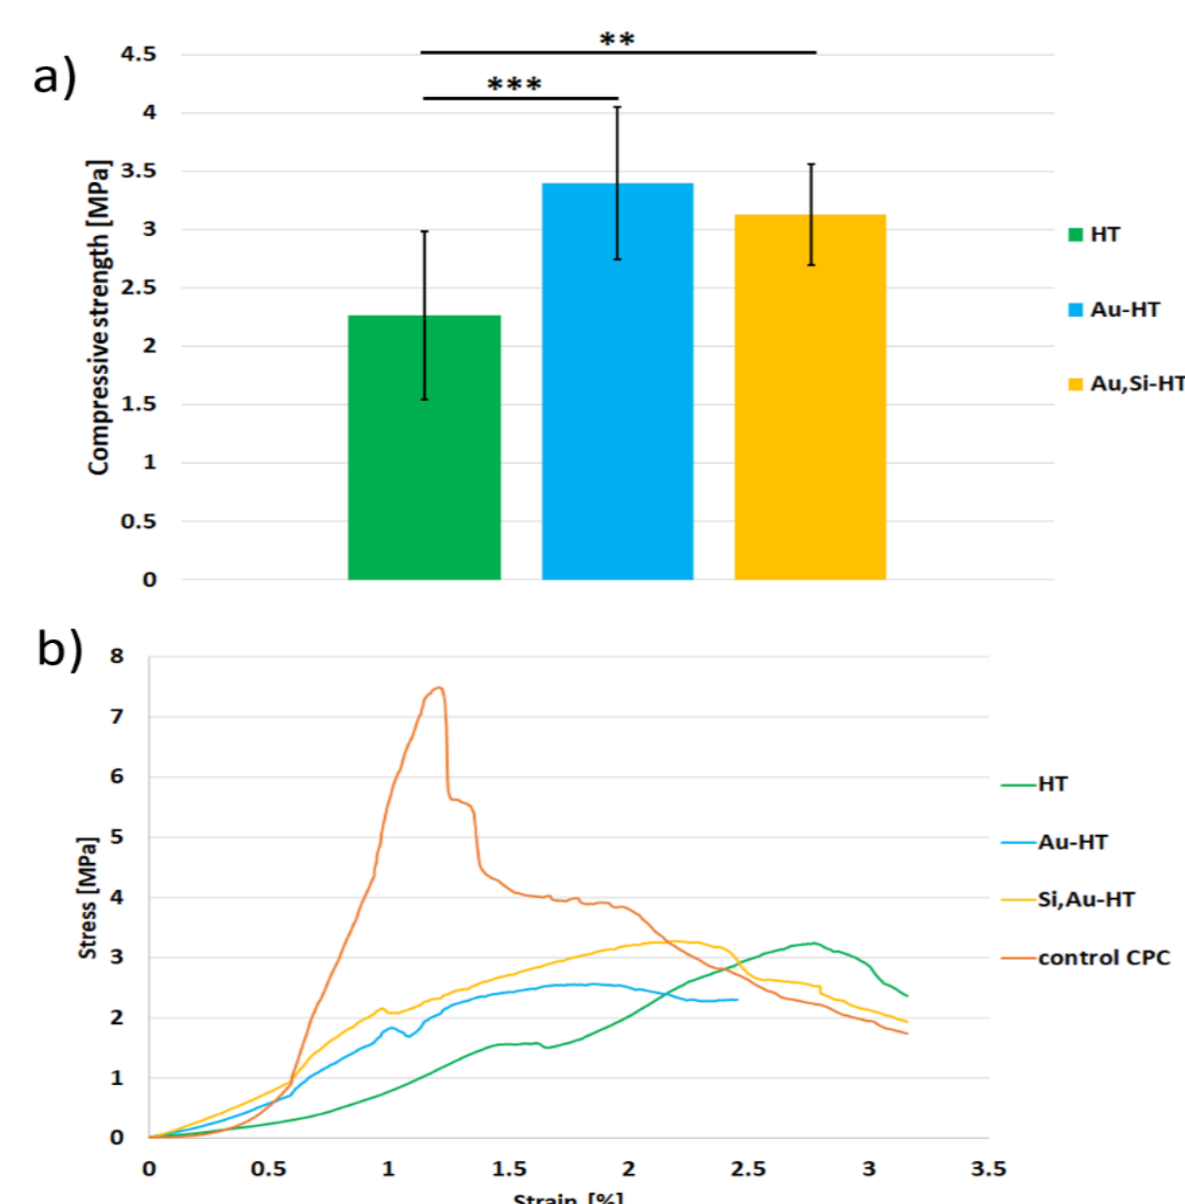 a)
**
***
4.5
4
3.5
3
2.5
2
1.5
1
0.5
0
Compressive strength [MPa]
HT
Au-HT
Au,Si-HT
b)
8
7
6
5
4
3
2
1
0
Stress [MPa]
0 0.5 1 1.5 2 2.5 3 3.5
Strain [%]
HT
Au-HT
Si,Au-HT
control CPC